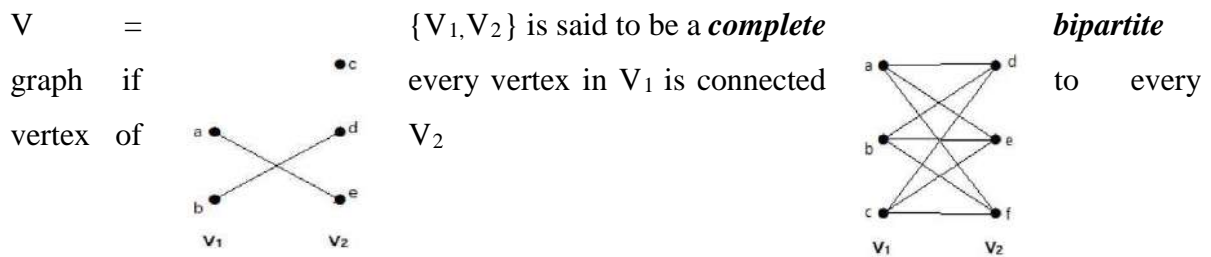 V = {V1,V2} is said to be a complete bipartite
graph if every vertex in V1 is connected to every
vertex of V2
c
a d
b e
V1 V2
a d
b e
c f
V1 V2